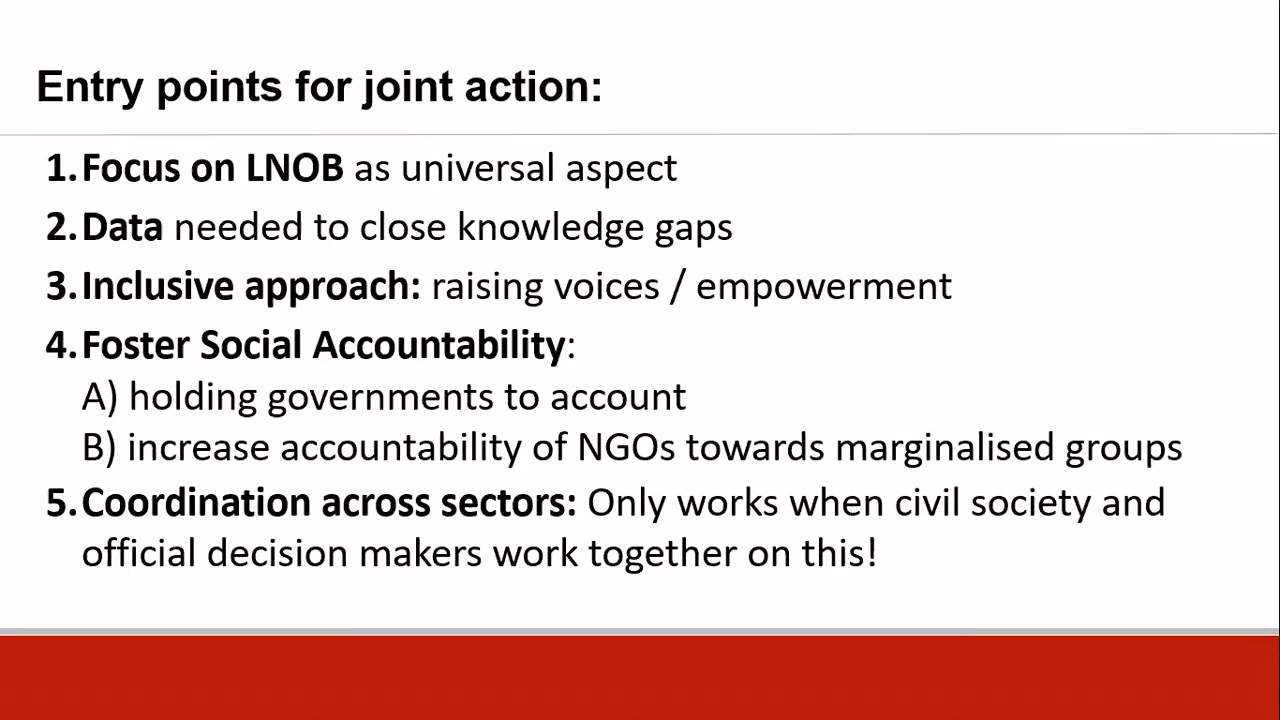 Entry points for joint action:
1. Focus on LNOB as universal aspect
2. Data needed to close knowledge gaps
3. Inclusive approach: raising voices / empowerment
4. Foster Social Accountability:
A) holding governments to account
B) increase accountability of NGOs towards marginalised groups
5. Coordination across sectors: Only works when civil society and
official decision makers work together on this!